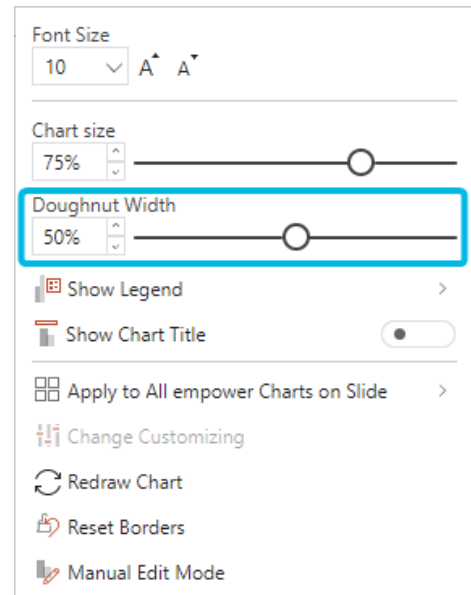 Font Size
10 A A
Chart size
75%
Doughnut Width
50%
Show Legend
Show Chart Title
Apply to All empower Charts on Slide
Change Customizing
Redraw Chart
Reset Borders
Manual Edit Mode